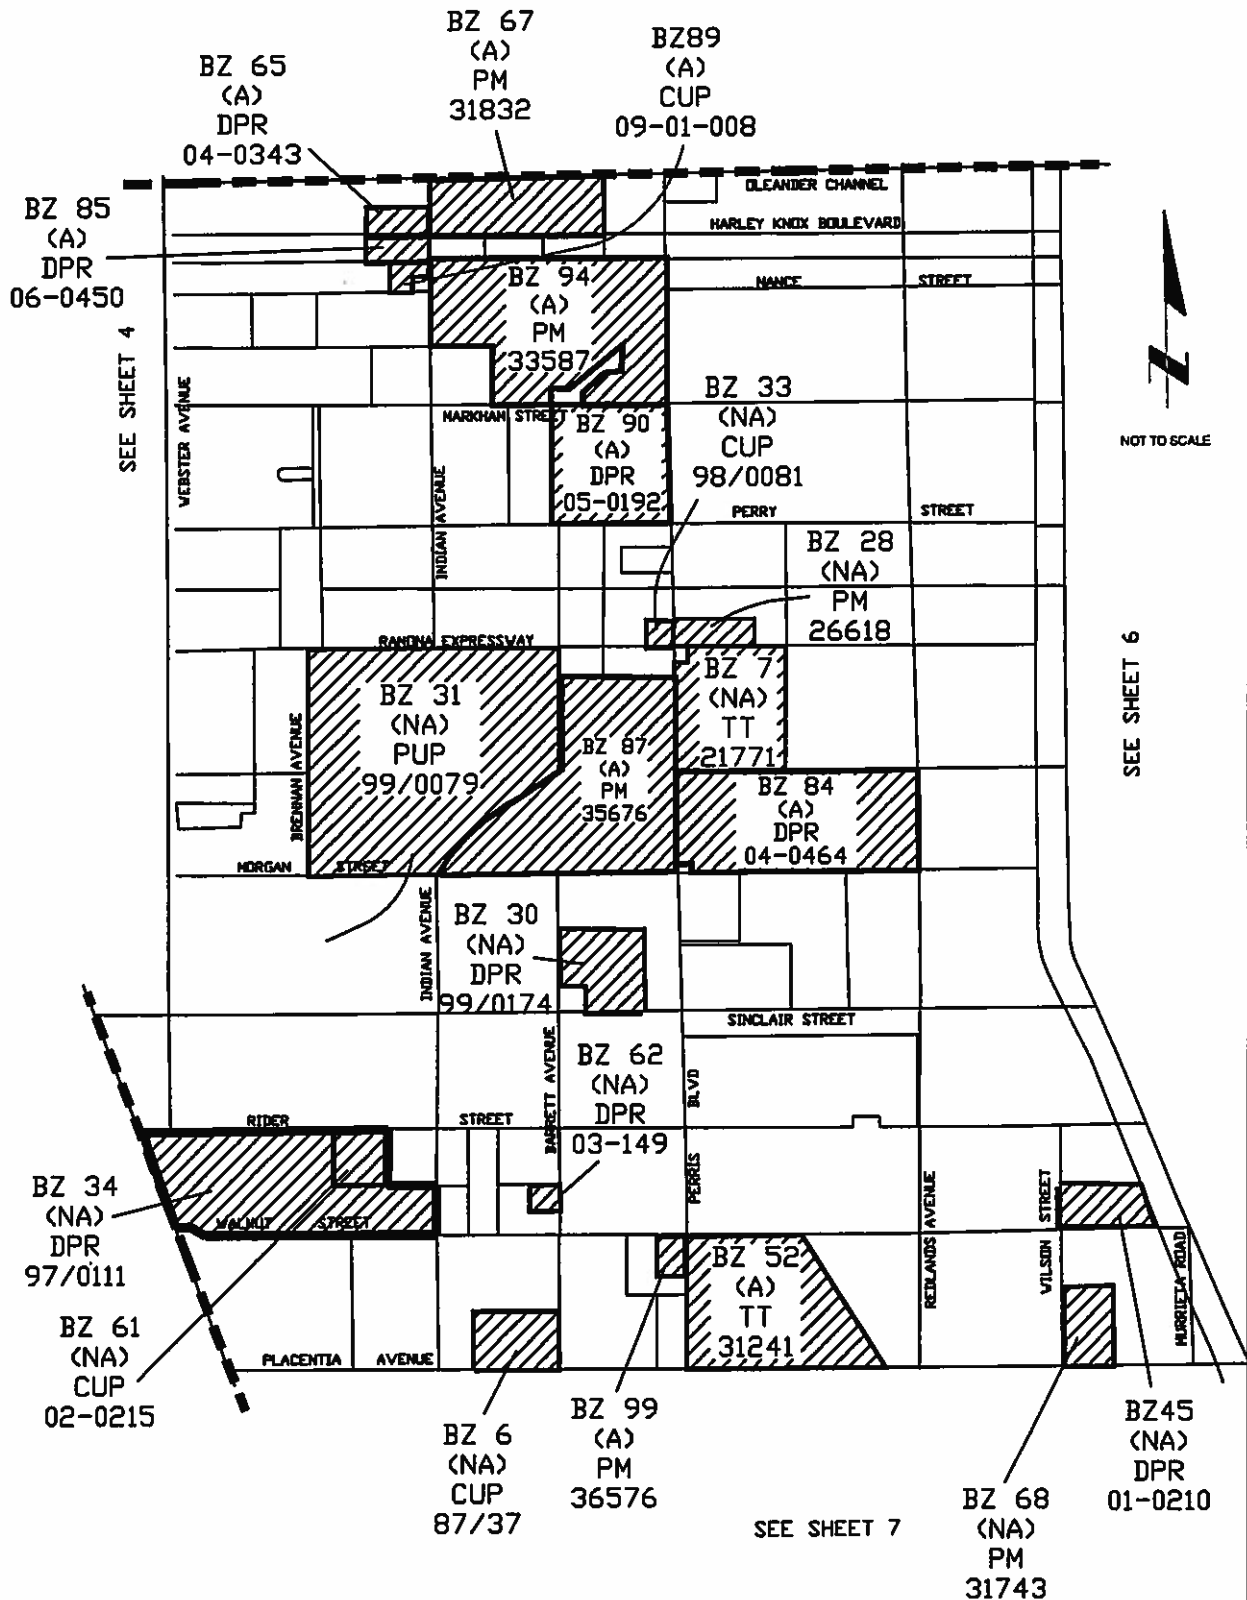 BZ 67
(A)
PM
31832
BZ89
(A)
CUP
09-01-008
BZ 65
(A)
DPR
04-0343
BZ 85
(A)
DPR
06-0450
OLEANDER CHANNEL
HARLEY KNOX BOULEVARD
NANCE STREET
BZ 94
(A)
PM
33587
SEE SHEET 4
WEBSTER AVENUE
MARKHAM STREET
INDIAN AVENUE
BZ 90
(A)
DPR
05-0192
BZ 33
(NA)
CUP
98/0081
N
NOT TO SCALE
PERRY STREET
BZ 28
(NA)
PM
26618
RAMONA EXPRESSWAY
BZ 31
(NA)
PUP
99/0079
BZ 87
(A)
PM
35676
BZ 7
(NA)
TT
21771
BZ 84
(A)
DPR
04-0464
SEE SHEET 6
BRENNAN AVENUE
MORGAN STREET
INDIAN AVENUE
BZ 30
(NA)
DPR
99/0174
SINCLAIR STREET
BARRETT AVENUE
BZ 62
(NA)
DPR
03-149
PERRIS BLVD
RIDER STREET
BZ 34
(NA)
DPR
97/0111
WALNUT STREET
REDLANDS AVENUE
WILSON STREET
MURRIETA ROAD
BZ 61
(NA)
CUP
02-0215
PLACENTIA AVENUE
BZ 52
(A)
TT
31241
BZ 6
(NA)
CUP
87/37
BZ 99
(A)
PM
36576
BZ45
(NA)
DPR
01-0210
BZ 68
(NA)
PM
31743
SEE SHEET 7